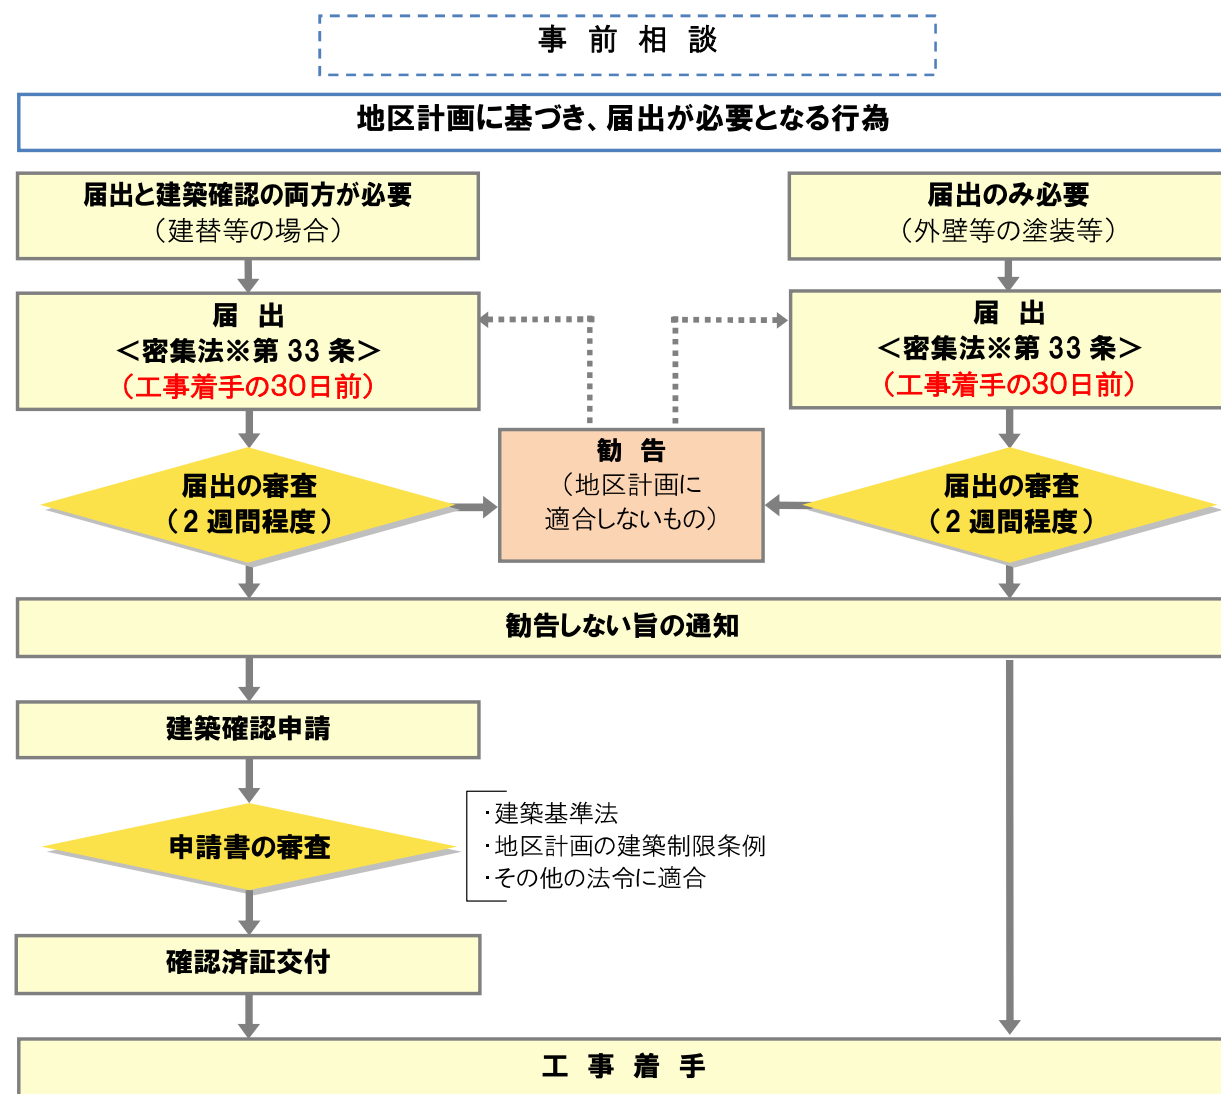 事前相談
地区計画に基づき、届出が必要となる行為
届出と建築確認の両方が必要
（建替等の場合）
届出のみ必要
（外壁等の塗装等）
届出
＜密集法※第33条＞
（工事着手の30日前）
届出
＜密集法※第33条＞
（工事着手の30日前）
届出の審査
（2週間程度）
勧告
（地区計画に
適合しないもの）
届出の審査
（2週間程度）
勧告しない旨の通知
建築確認申請
申請書の審査
・建築基準法
・地区計画の建築制限条例
・その他の法令に適合
確認済証交付
工事着手